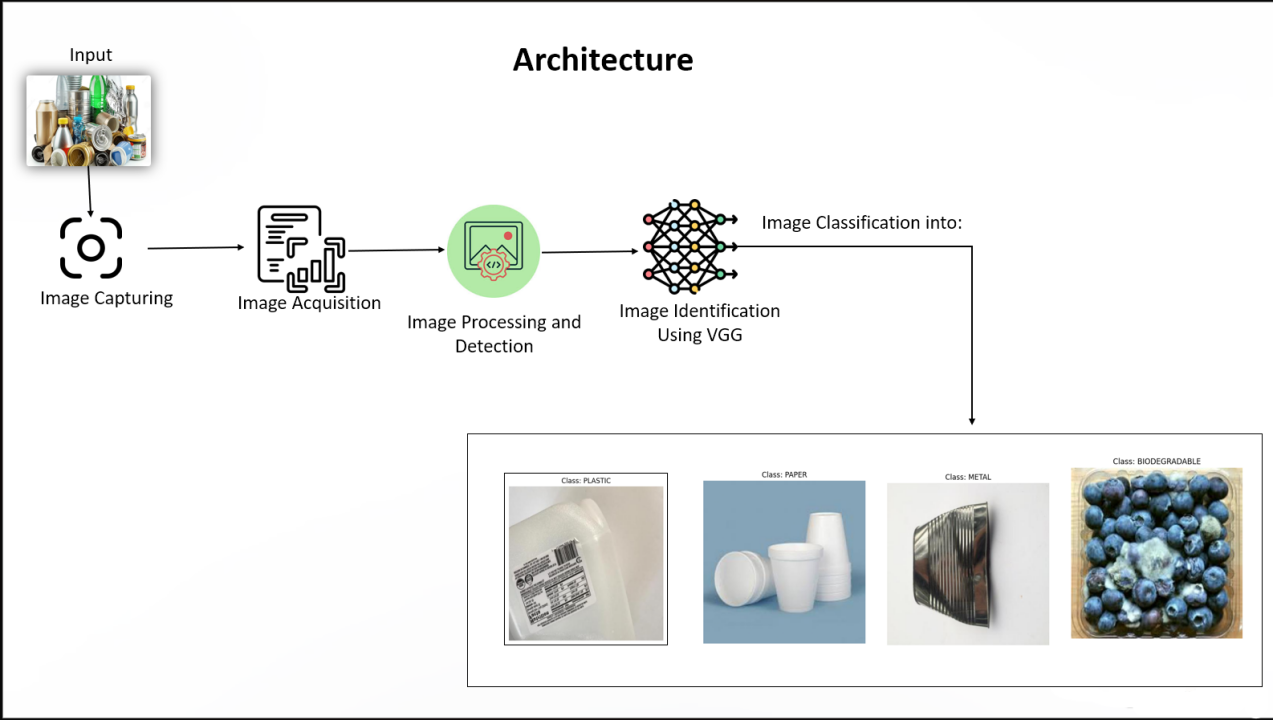 Architecture
Input
Image Capturing
Image Acquisition
Image Processing and
Detection
Image Identification
Using VGG
Image Classification into:
Class: PLASTIC
Class: PAPER
Class: METAL
Class: BIODEGRADABLE